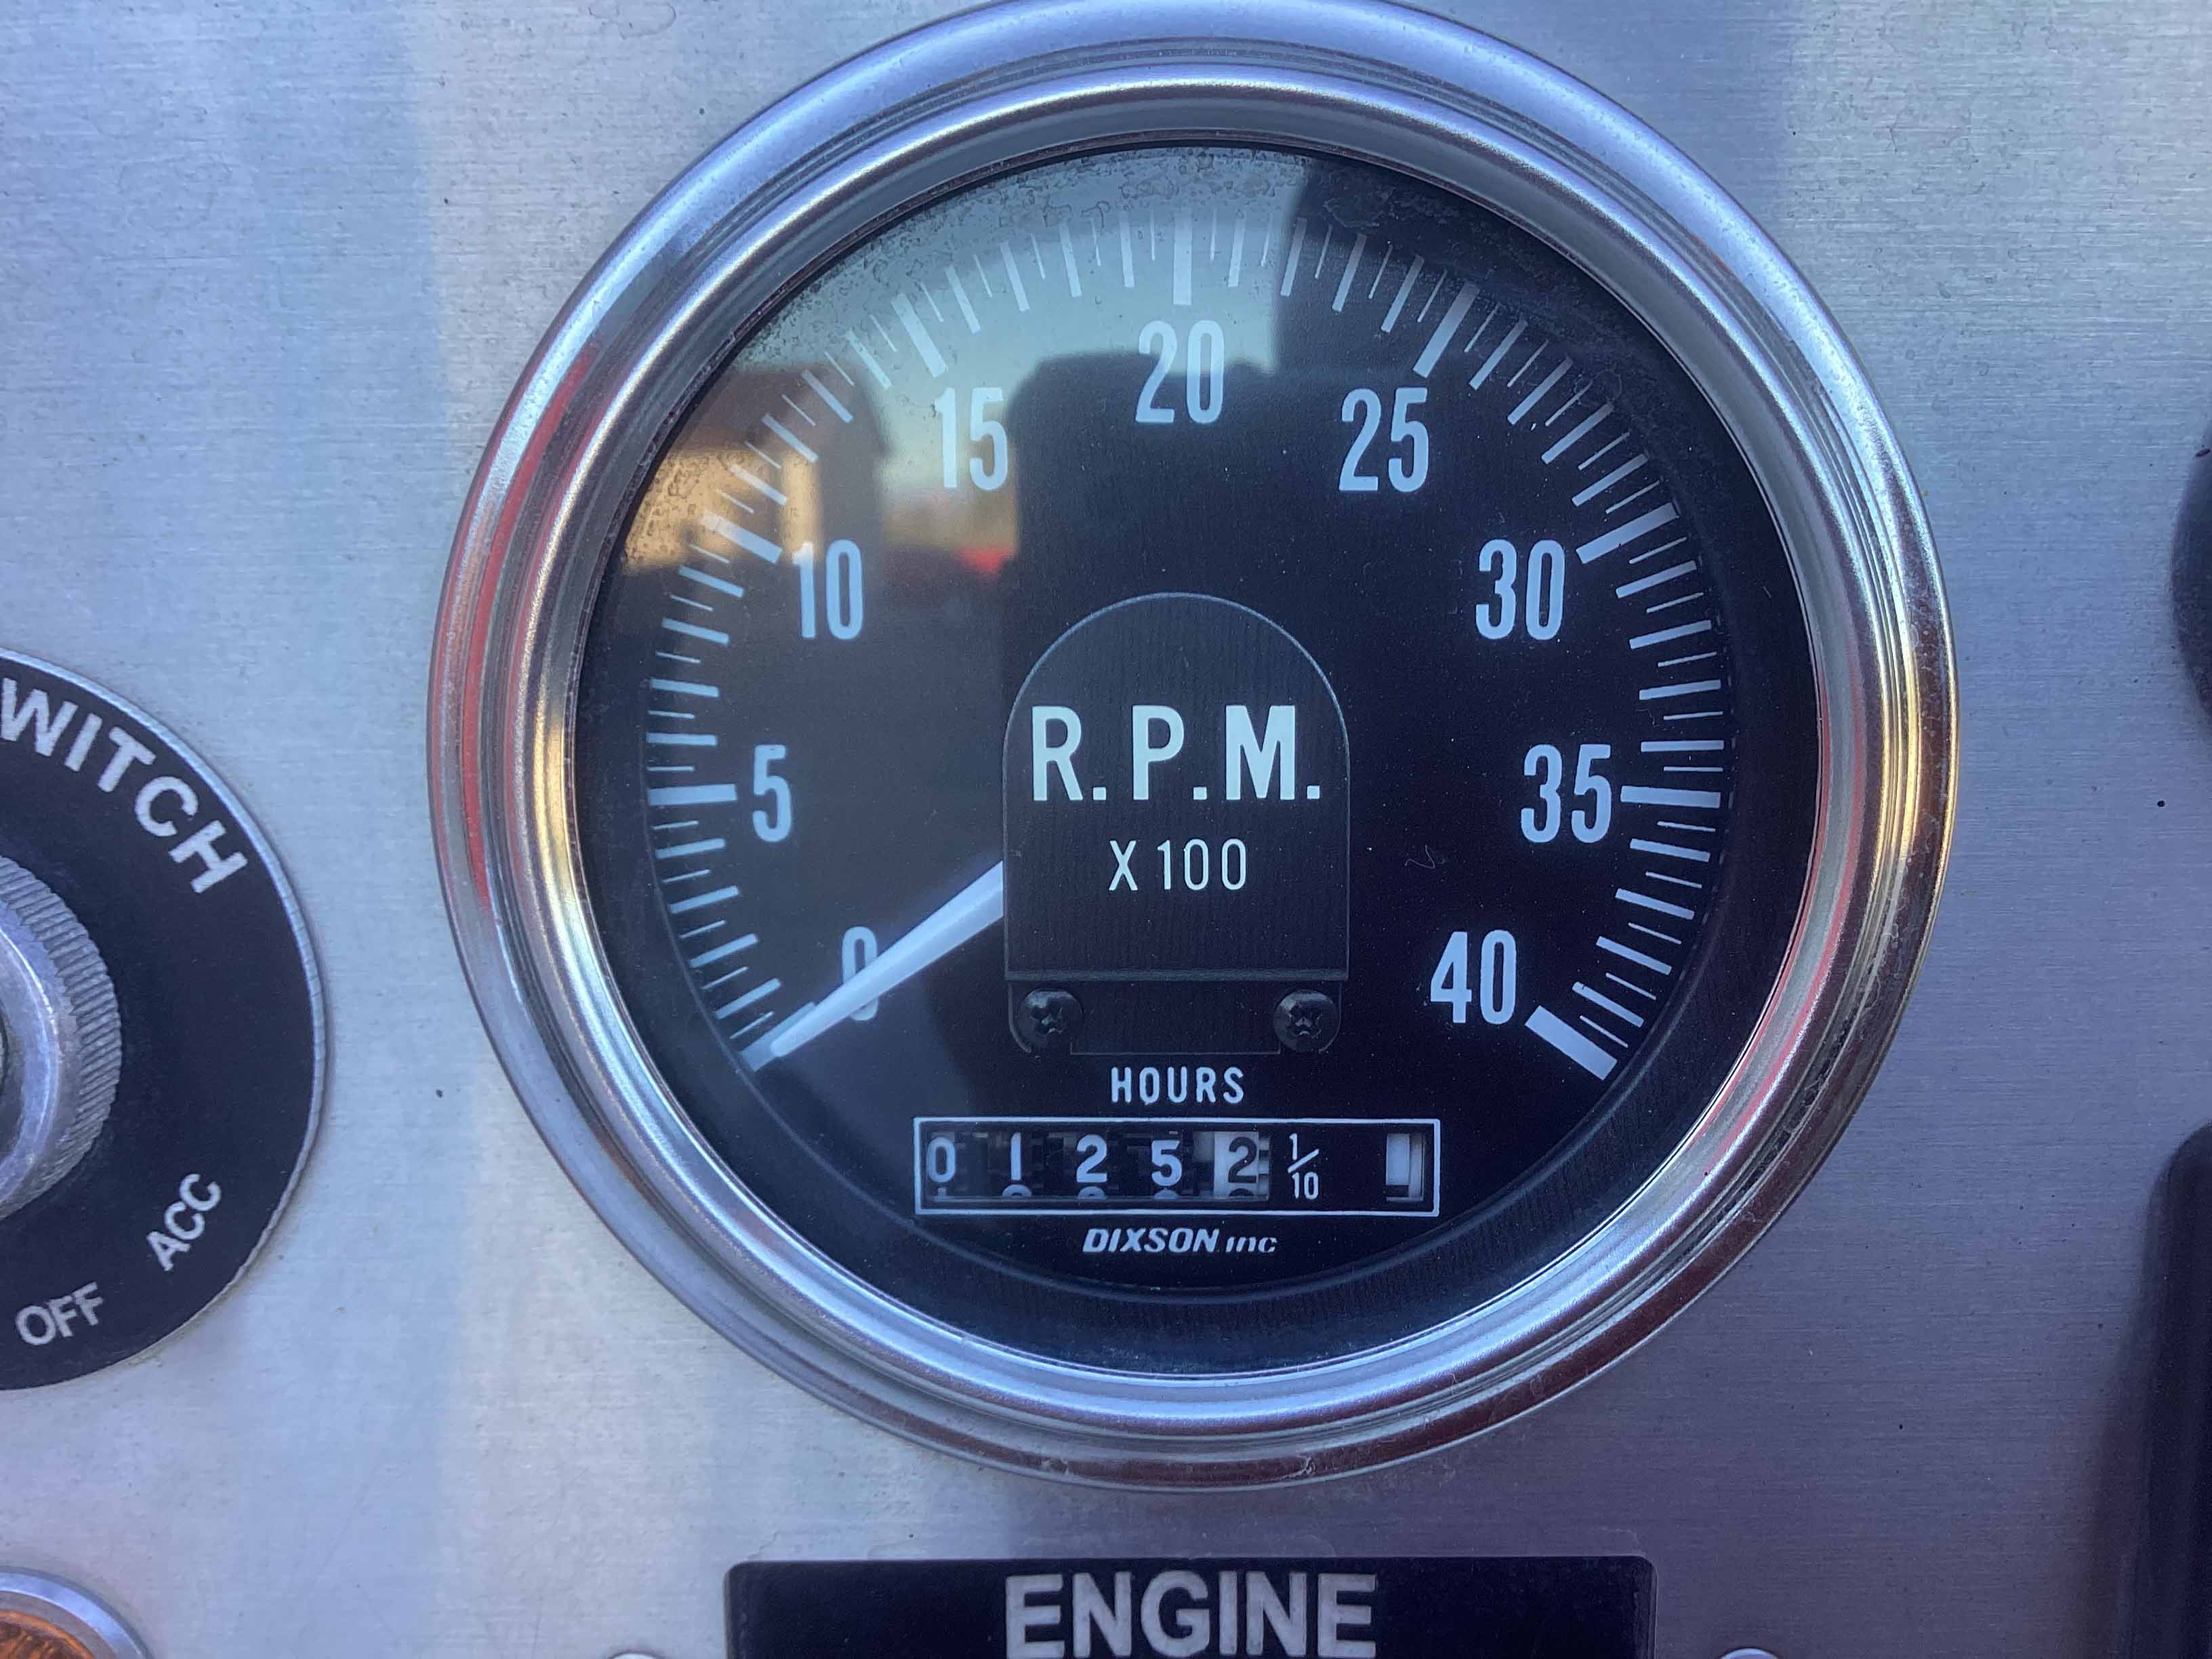 20
15
25
10
30
5
35
0
40
R.P.M.
X 100
HOURS
0 1 2 5 2 1/10
DIXSON inc
WITCH
ACC
OFF
ENGINE